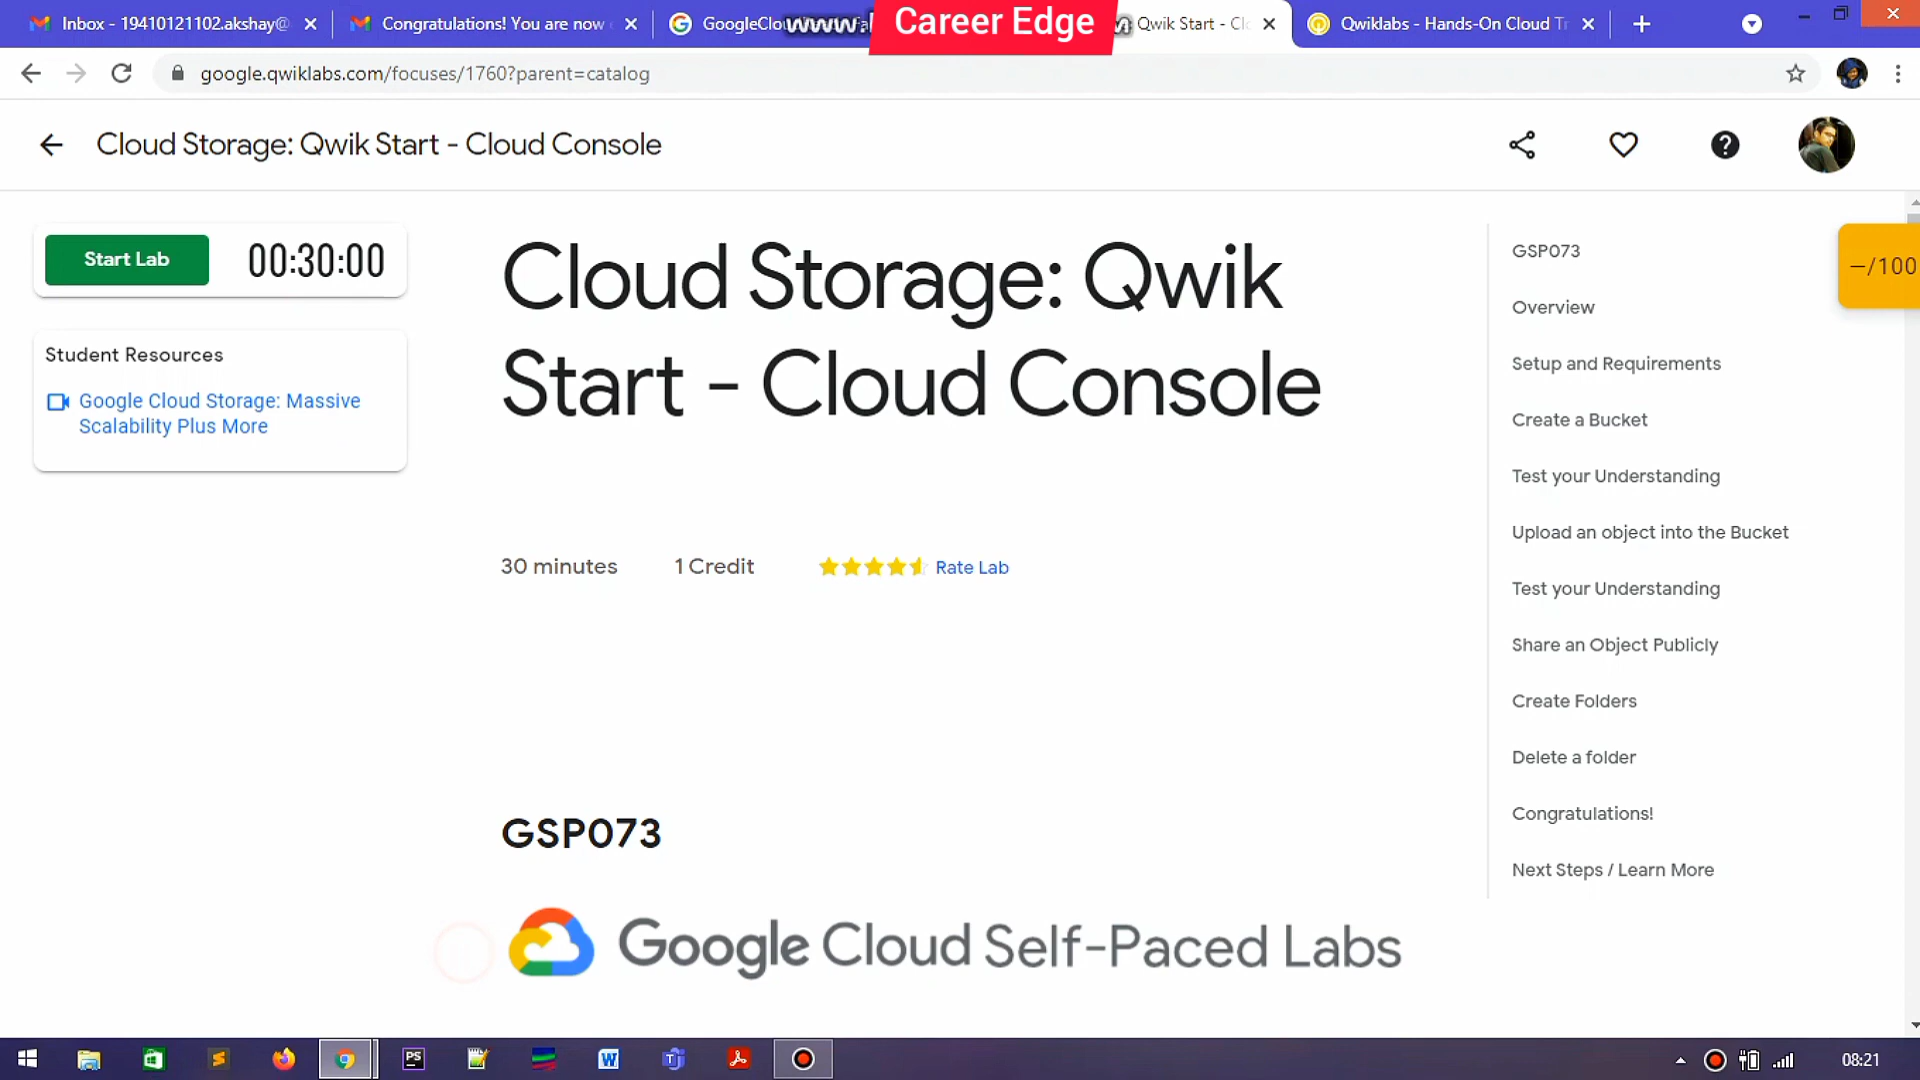 Inbox - 19410121102.akshay@
Congratulations! You are now
GoogleClo
www.
Career Edge
Qwik Start - Clo
Qwiklabs - Hands-On Cloud Tr
google.qwiklabs.com/focuses/1760?parent=catalog
Cloud Storage: Qwik Start - Cloud Console
Start Lab
00:30:00
Student Resources
Google Cloud Storage: Massive
Scalability Plus More
Cloud Storage: Qwik
Start - Cloud Console
30 minutes
1 Credit
Rate Lab
GSP073
Google Cloud Self-Paced Labs
GSP073
Overview
Setup and Requirements
Create a Bucket
Test your Understanding
Upload an object into the Bucket
Test your Understanding
Share an Object Publicly
Create Folders
Delete a folder
Congratulations!
Next Steps / Learn More
–/100
PS
08:21